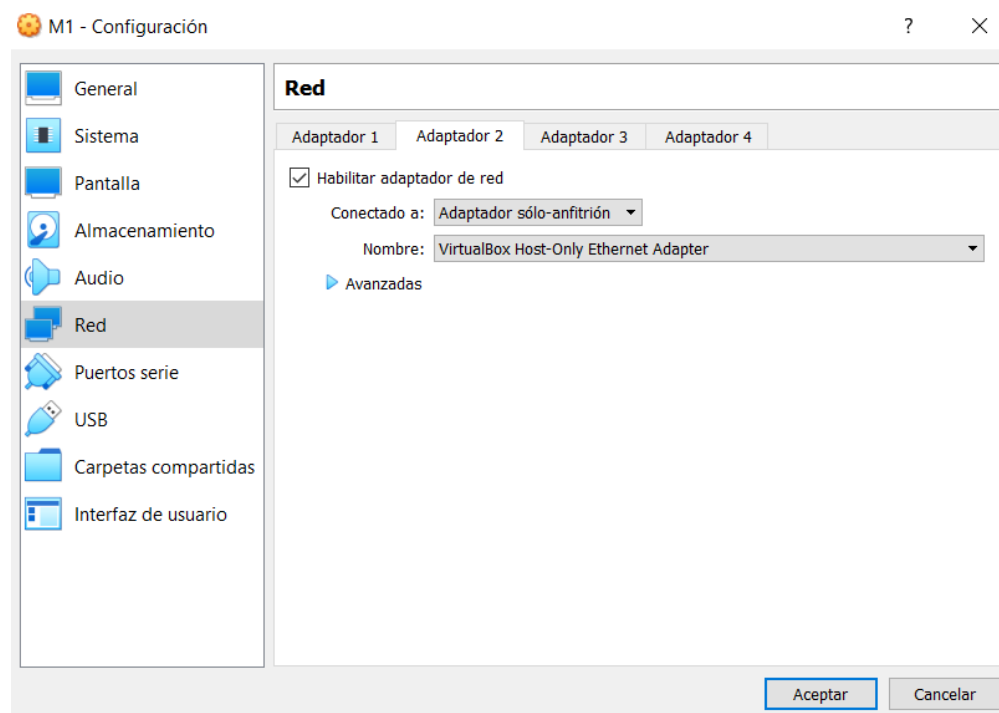 M1 - Configuración
?
General
Sistema
Pantalla
Almacenamiento
Audio
Red
Puertos serie
USB
Carpetas compartidas
Interfaz de usuario
Red
Adaptador 1 Adaptador 2 Adaptador 3 Adaptador 4
Habilitar adaptador de red
Conectado a: Adaptador sólo-anfitrión
Nombre: VirtualBox Host-Only Ethernet Adapter
Avanzadas
Aceptar Cancelar